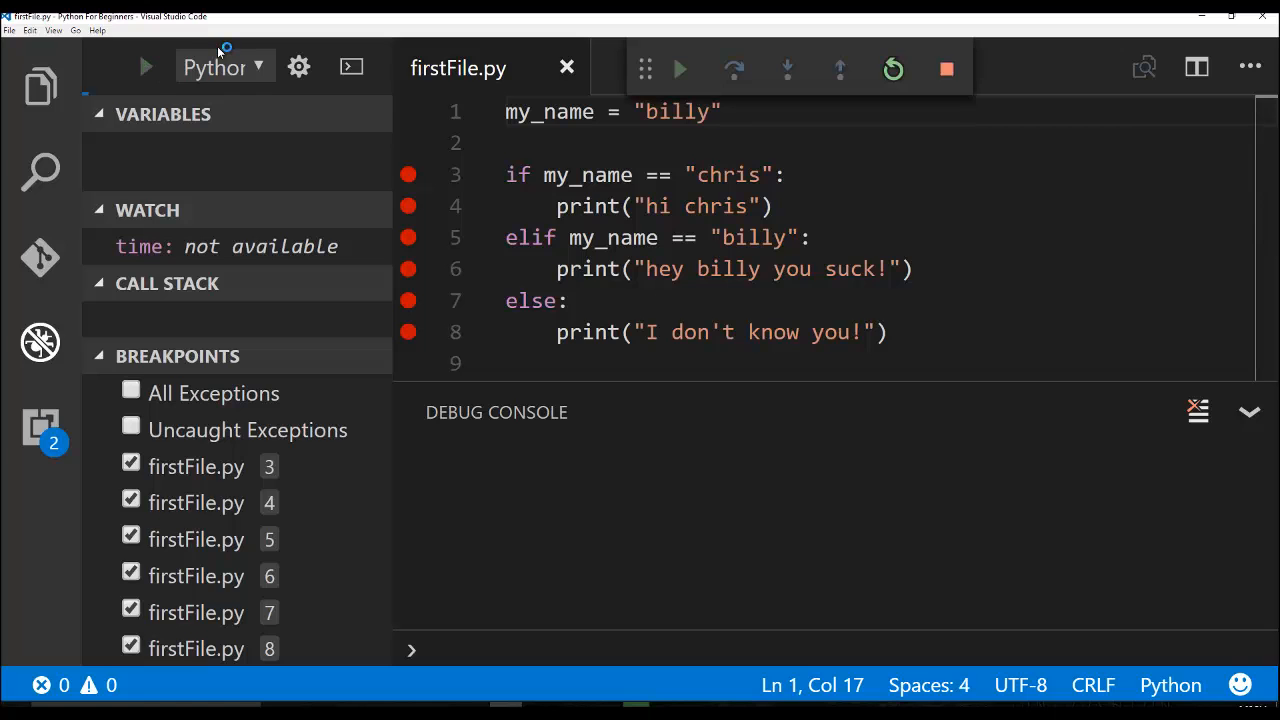 firstFile.py - Python For Beginners - Visual Studio Code
File Edit View Go Help
Python
firstFile.py
VARIABLES
WATCH
time: not available
CALL STACK
BREAKPOINTS
All Exceptions
Uncaught Exceptions
firstFile.py 3
firstFile.py 4
firstFile.py 5
firstFile.py 6
firstFile.py 7
firstFile.py 8
2
1 my_name = "billy"
2
3 if my_name == "chris":
4 print("hi chris")
5 elif my_name == "billy":
6 print("hey billy you suck!")
7 else:
8 print("I don't know you!")
9
DEBUG CONSOLE
0 0 Ln 1, Col 17 Spaces: 4 UTF-8 CRLF Python